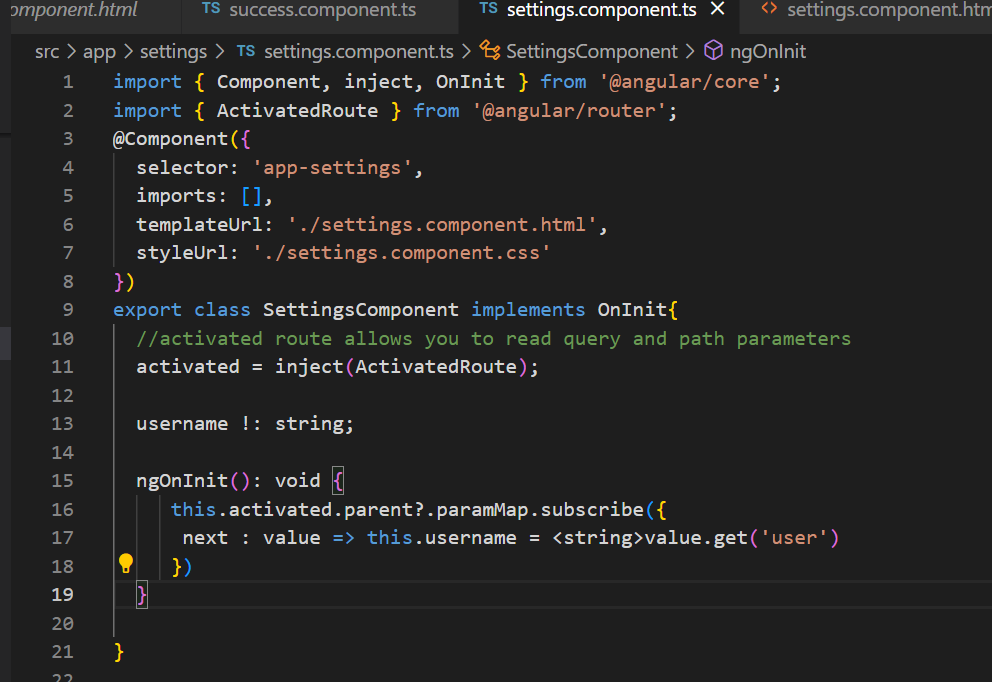 omponent.html TS success.component.ts TS settings.component.ts × <> settings.component.htm
src > app > settings > TS settings.component.ts > SettingsComponent > ngOnInit
1 import { Component, inject, OnInit } from '@angular/core';
2 import { ActivatedRoute } from '@angular/router';
3 @Component({
4   selector: 'app-settings',
5   imports: [],
6   templateUrl: './settings.component.html',
7   styleUrl: './settings.component.css'
8 })
9 export class SettingsComponent implements OnInit{
10   //activated route allows you to read query and path parameters
11   activated = inject(ActivatedRoute);
12
13   username !: string;
14
15   ngOnInit(): void {
16      this.activated.parent?.paramMap.subscribe({
17       next : value => this.username = <string>value.get('user')
18      })
19   }
20
21 }
22